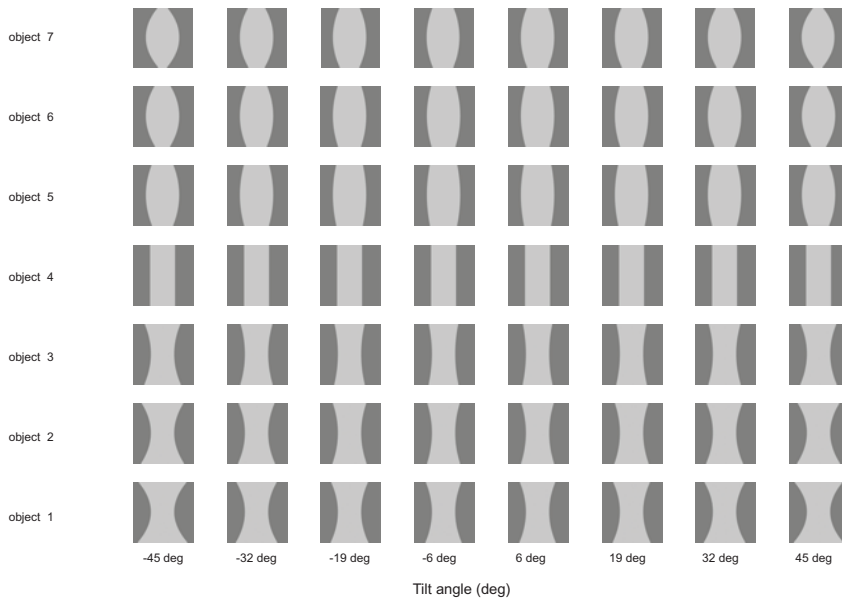 object 7
object 6
object 5
object 4
object 3
object 2
object 1
-45 deg -32 deg -19 deg -6 deg 6 deg 19 deg 32 deg 45 deg
Tilt angle (deg)